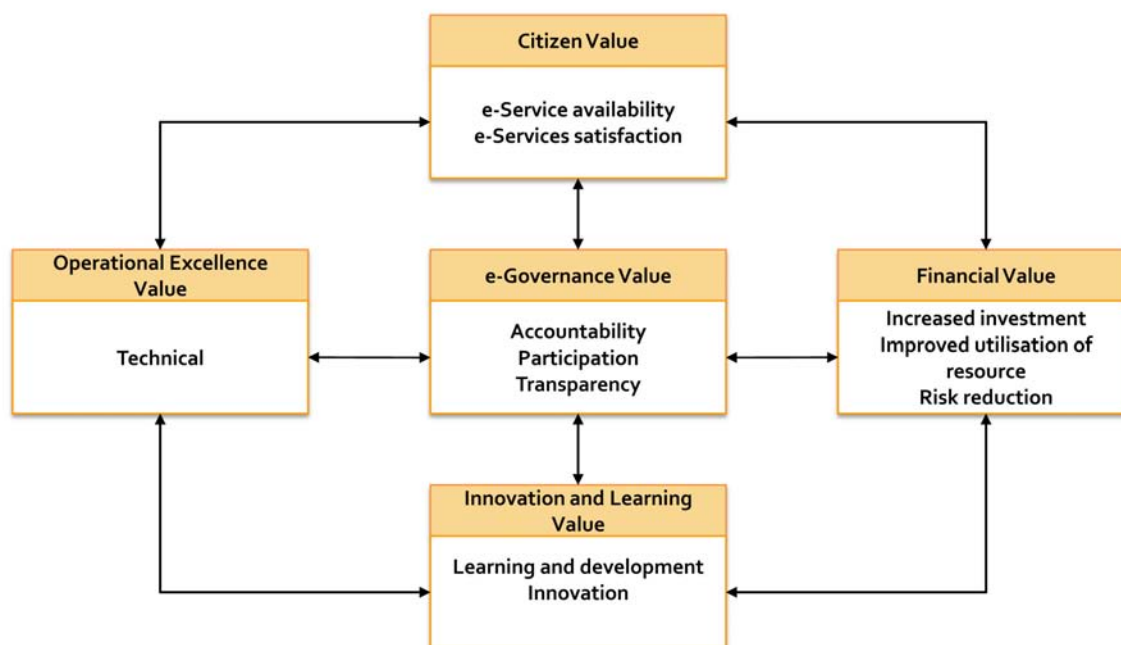 Citizen Value
e-Service availability
e-Services satisfaction
Operational Excellence
Value
Technical
e-Governance Value
Accountability
Participation
Transparency
Financial Value
Increased investment
Improved utilisation of
resource
Risk reduction
Innovation and Learning
Value
Learning and development
Innovation